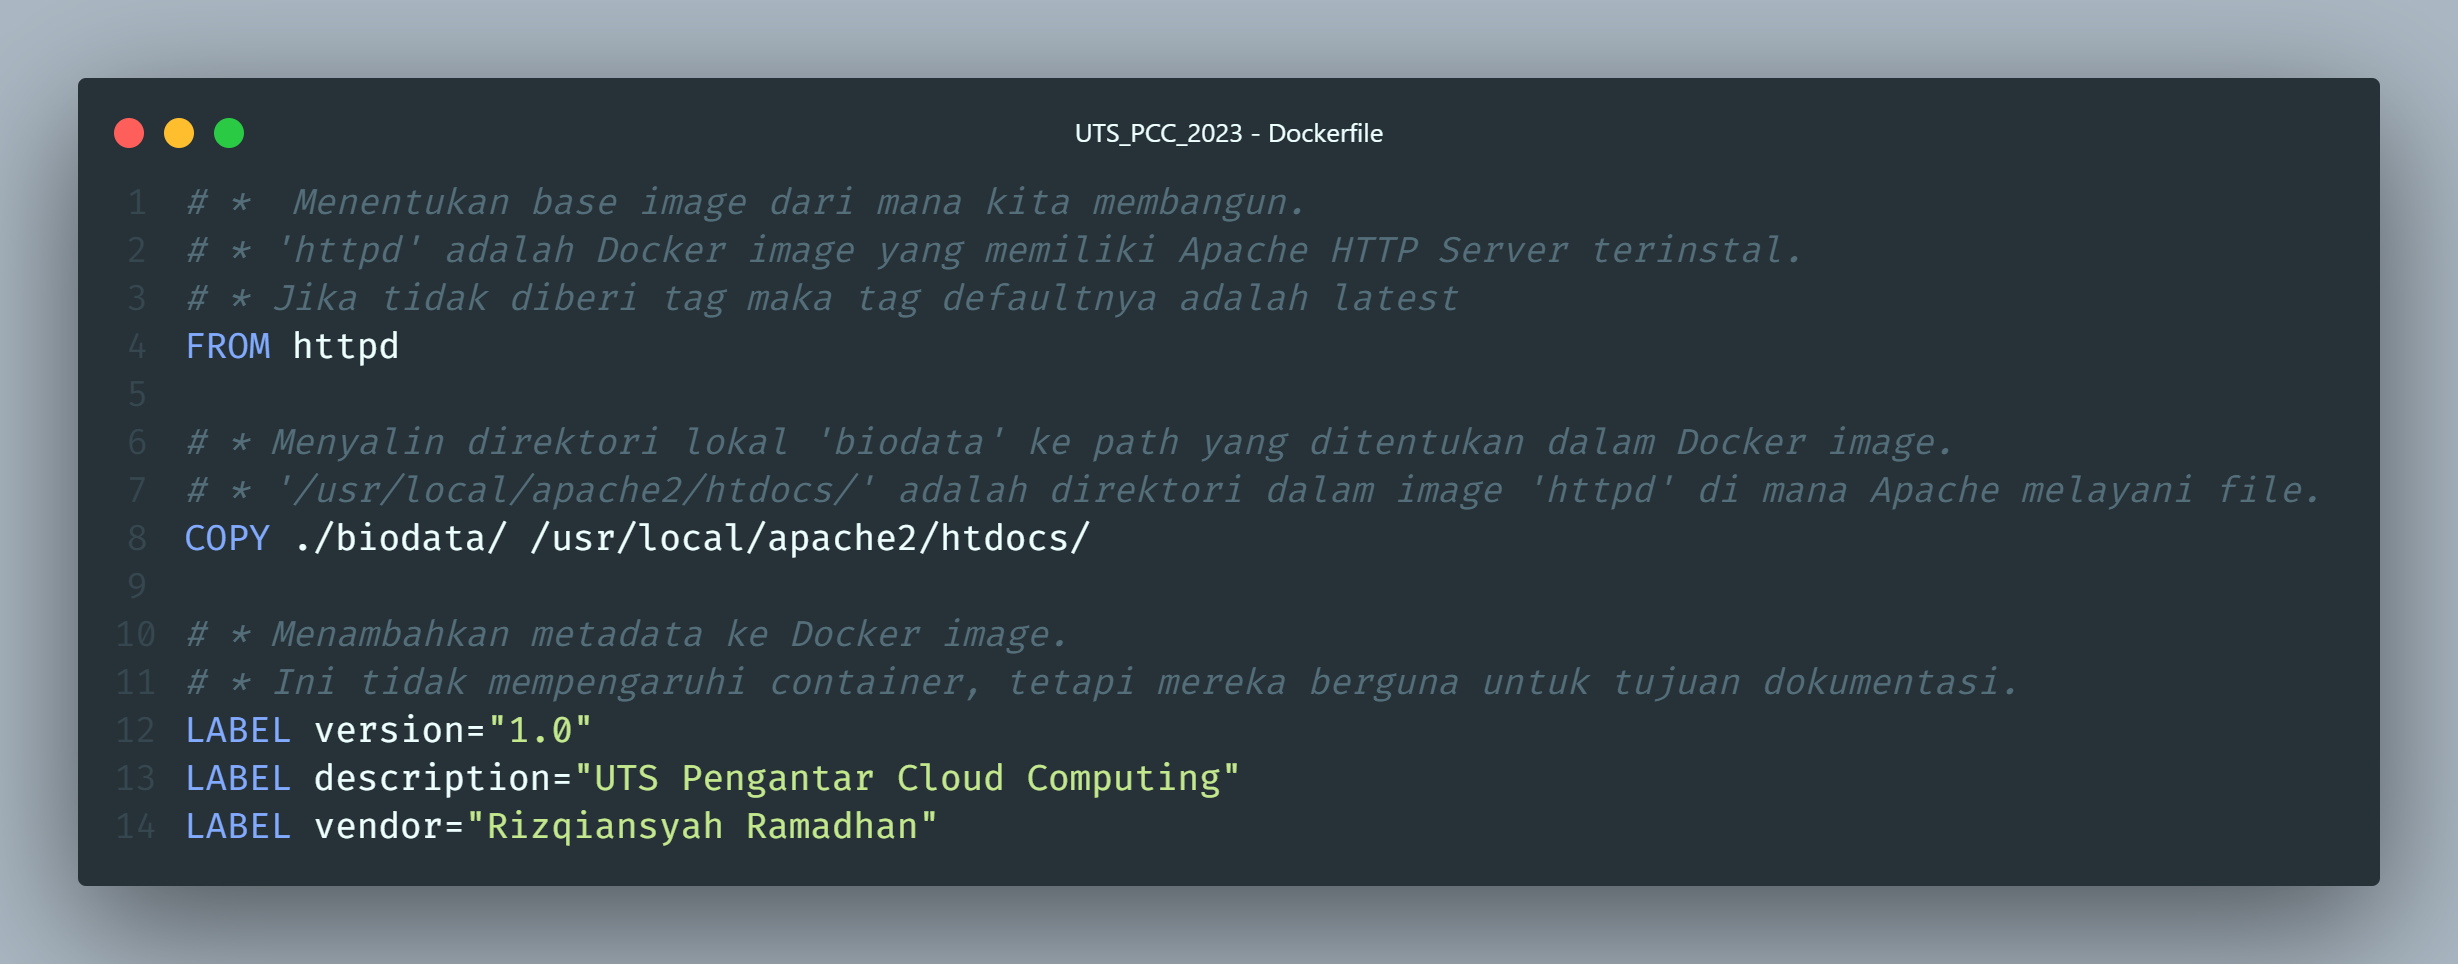 UTS_PCC_2023 - Dockerfile
1 # *  Menentukan base image dari mana kita membangun.
2 # * 'httpd' adalah Docker image yang memiliki Apache HTTP Server terinstal.
3 # * Jika tidak diberi tag maka tag defaultnya adalah latest
4 FROM httpd
5
6 # * Menyalin direktori lokal 'biodata' ke path yang ditentukan dalam Docker image.
7 # * '/usr/local/apache2/htdocs/' adalah direktori dalam image 'httpd' di mana Apache melayani file.
8 COPY ./biodata/ /usr/local/apache2/htdocs/
9
10 # * Menambahkan metadata ke Docker image.
11 # * Ini tidak mempengaruhi container, tetapi mereka berguna untuk tujuan dokumentasi.
12 LABEL version="1.0"
13 LABEL description="UTS Pengantar Cloud Computing"
14 LABEL vendor="Rizqiansyah Ramadhan"